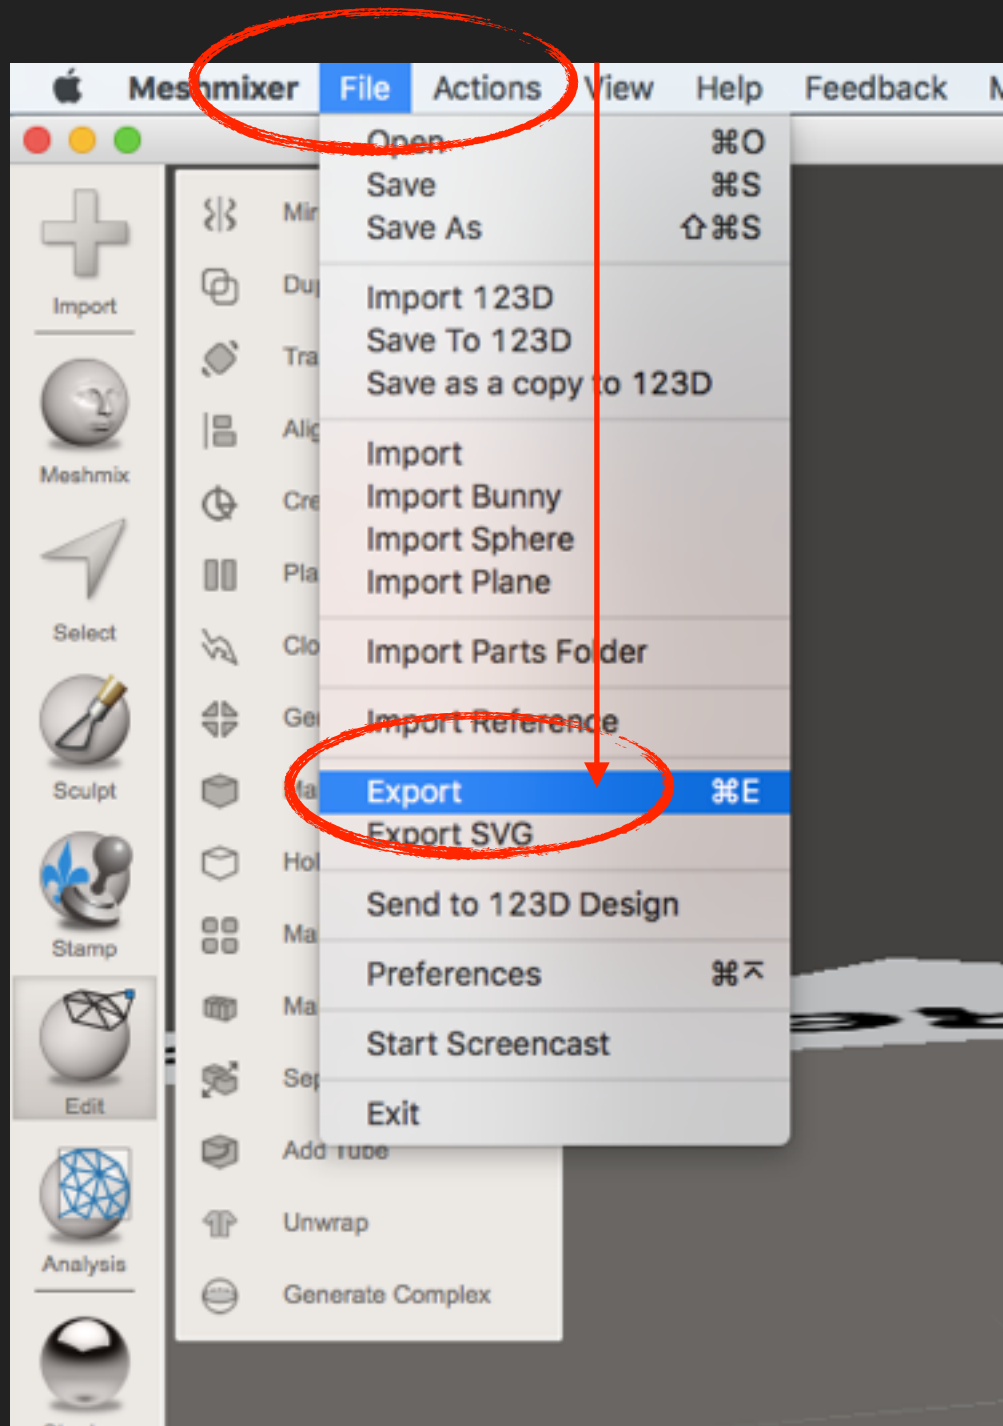 Meshmixer File Actions View Help Feedback
Open ⌘O
Save ⌘S
Save As ⇧⌘S
Import 123D
Save To 123D
Save as a copy to 123D
Import
Import Bunny
Import Sphere
Import Plane
Import Parts Folder
Import Reference
Export ⌘E
Export SVG
Send to 123D Design
Preferences ⌘⌅
Start Screencast
Exit
Import
Meshmix
Select
Sculpt
Stamp
Edit
Analysis
Add Tube
Unwrap
Generate Complex